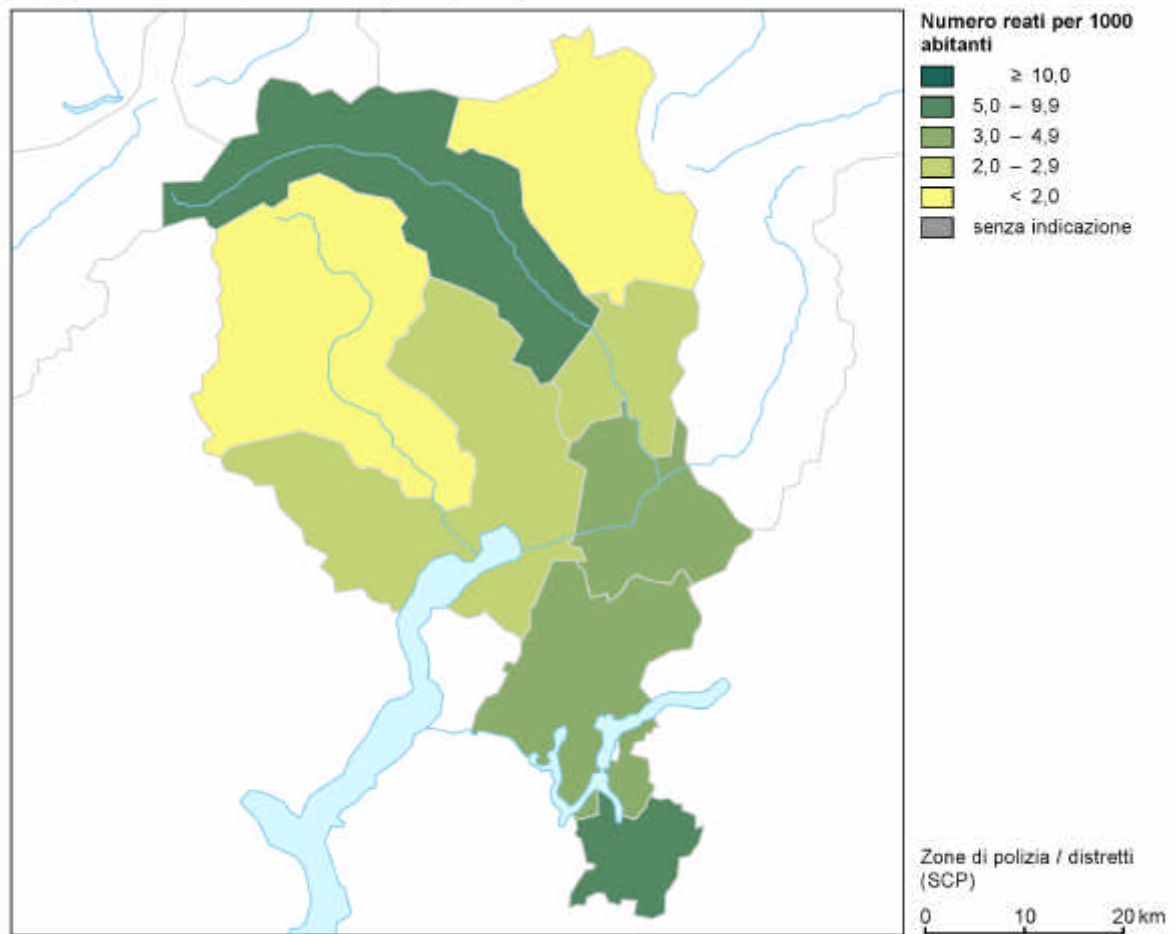 Numero reati per 1000
abitanti
≥ 10,0
5,0 – 9,9
3,0 – 4,9
2,0 – 2,9
< 2,0
senza indicazione
Zone di polizia / distretti
(SCP)
0 10 20 km